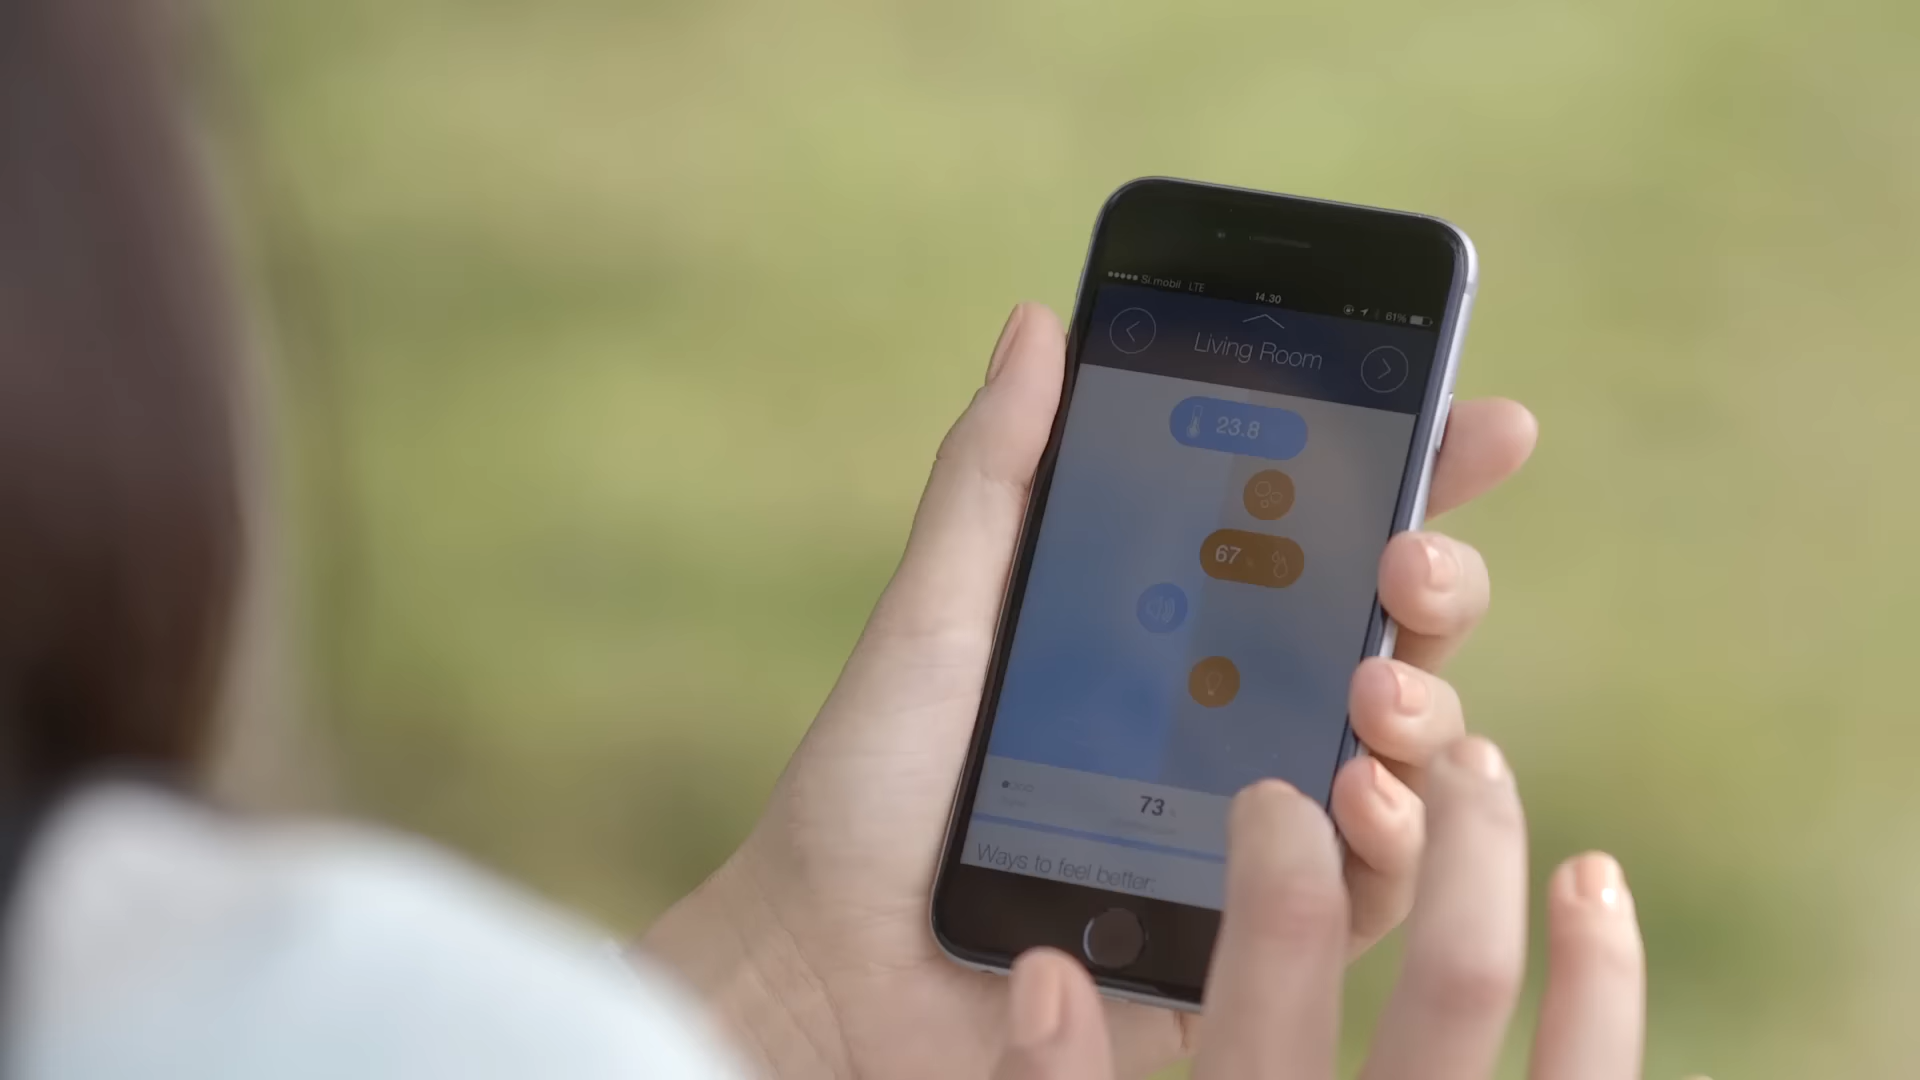 Si.mobil LTE 14.30 61%
Living Room
23.8
67
73
Ways to feel better: